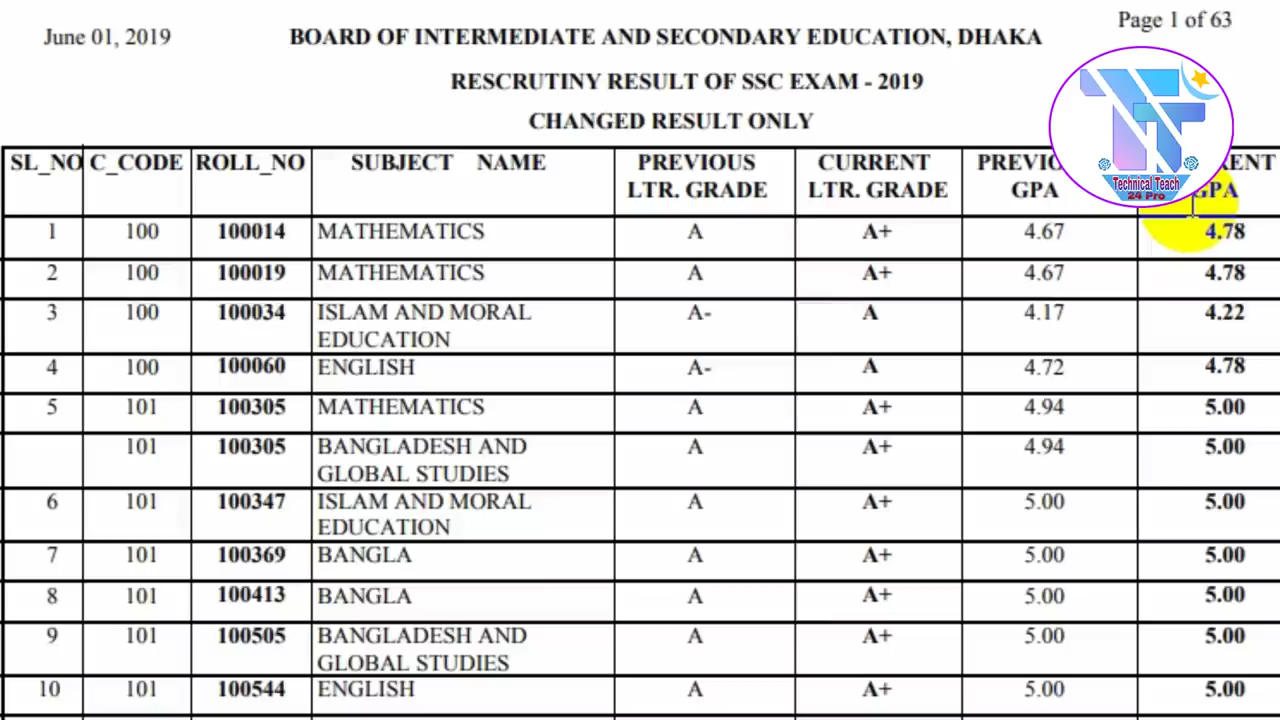 Page 1 of 63
June 01, 2019 BOARD OF INTERMEDIATE AND SECONDARY EDUCATION, DHAKA
RESCRUTINY RESULT OF SSC EXAM - 2019
CHANGED RESULT ONLY
SL_NO C_CODE ROLL_NO SUBJECT NAME PREVIOUS LTR. GRADE CURRENT LTR. GRADE GPA GPA
Technical Teach
24 Pro
1 100 100014 MATHEMATICS A A+ 4.67 4.78
2 100 100019 MATHEMATICS A A+ 4.67 4.78
3 100 100034 ISLAM AND MORAL A- A 4.17 4.22
EDUCATION
4 100 100060 ENGLISH A- A 4.72 4.78
5 101 100305 MATHEMATICS A A+ 4.94 5.00
101 100305 BANGLADESH AND A A+ 4.94 5.00
GLOBAL STUDIES
6 101 100347 ISLAM AND MORAL A A+ 5.00 5.00
EDUCATION
7 101 100369 BANGLA A A+ 5.00 5.00
8 101 100413 BANGLA A A+ 5.00 5.00
9 101 100505 BANGLADESH AND A A+ 5.00 5.00
GLOBAL STUDIES
10 101 100544 ENGLISH A A+ 5.00 5.00